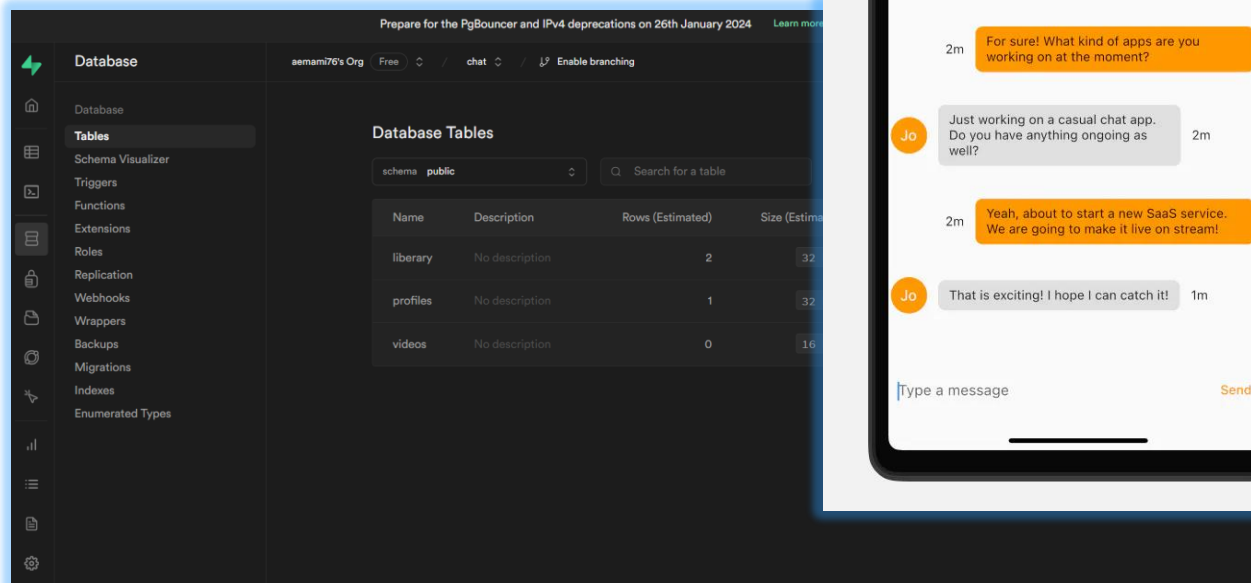 Prepare for the PgBouncer and IPv4 deprecations on 26th January 2024 Learn more
Database
aemami76's Org Free / chat / Enable branching
Database
Tables
Schema Visualizer
Triggers
Functions
Extensions
Roles
Replication
Webhooks
Wrappers
Backups
Migrations
Indexes
Enumerated Types
Database Tables
schema public
Search for a table
Name Description Rows (Estimated) Size (Estima
liberary No description 2 32
profiles No description 1 32
videos No description 0 16
2m
For sure! What kind of apps are you
working on at the moment?
Jo
Just working on a casual chat app.
Do you have anything ongoing as
well?
2m
2m
Yeah, about to start a new SaaS service.
We are going to make it live on stream!
Jo
That is exciting! I hope I can catch it!
1m
Type a message
Send